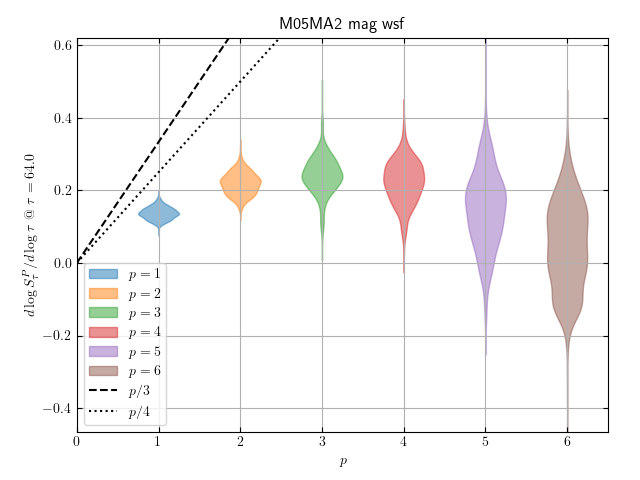 M05MA2 mag wsf
d log S_τ^P / d log τ @ τ = 64.0
0.6
0.4
0.2
0.0
−0.2
−0.4
p = 1
p = 2
p = 3
p = 4
p = 5
p = 6
p/3
p/4
0 1 2 3 4 5 6
p